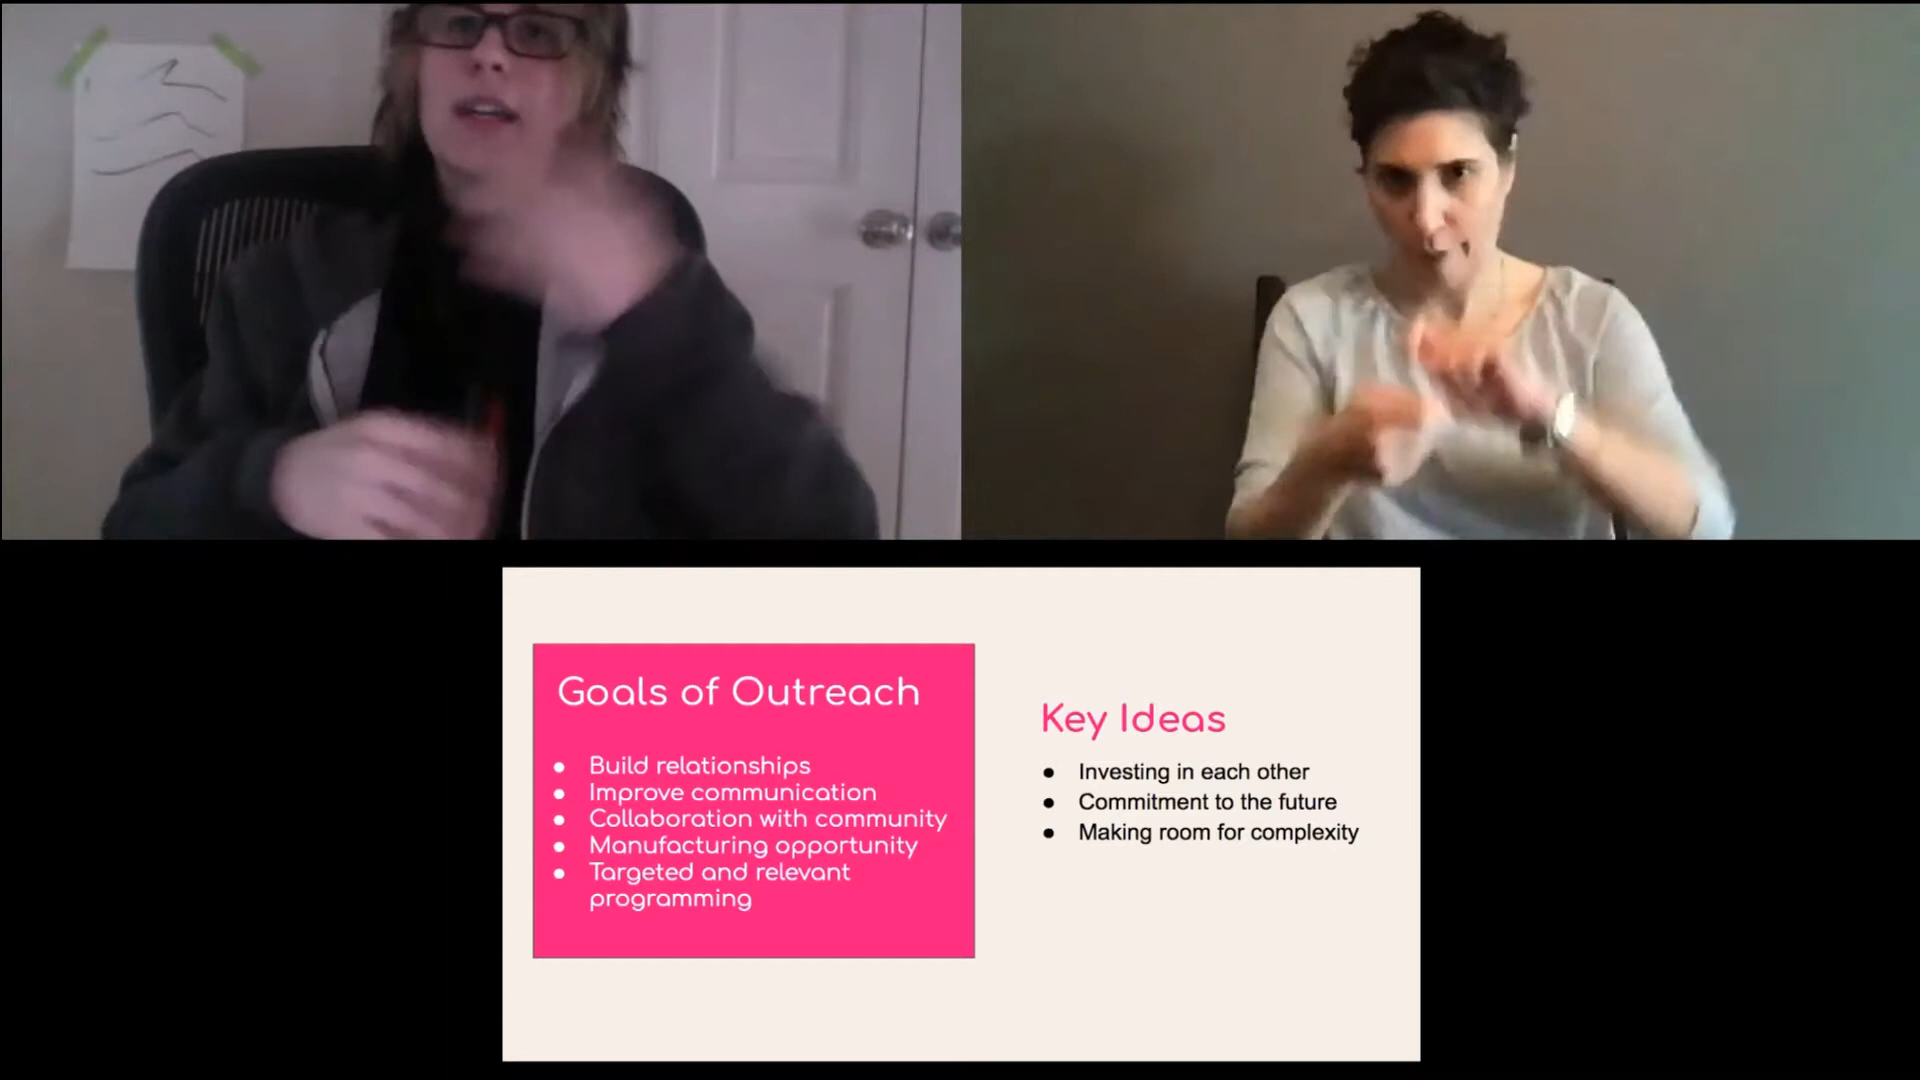 Goals of Outreach
● Build relationships
● Improve communication
● Collaboration with community
● Manufacturing opportunity
● Targeted and relevant
programming
Key Ideas
● Investing in each other
● Commitment to the future
● Making room for complexity